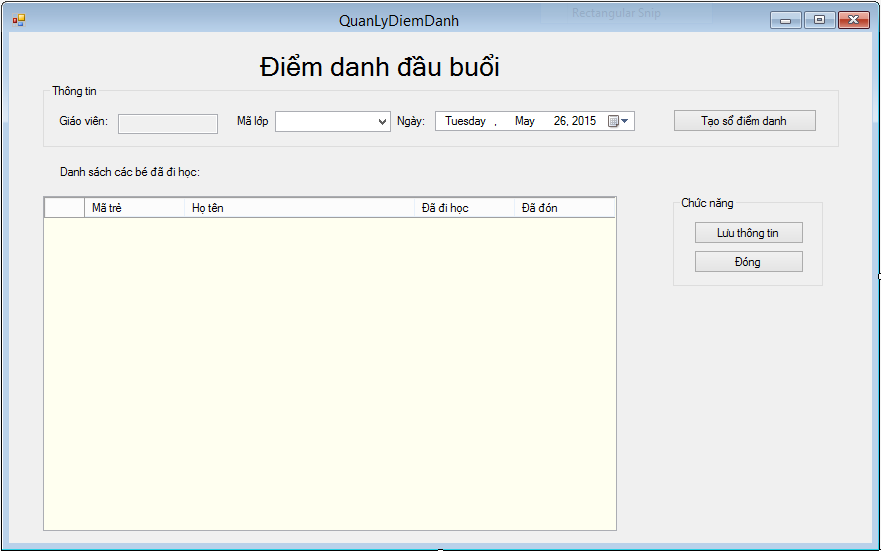 QuanLyDiemDanh
Rectangular Snip
Điểm danh đầu buổi
Thông tin
Giáo viên: Mã lớp Ngày: Tuesday , May 26, 2015 Tạo sổ điểm danh
Danh sách các bé đã đi học:
Mã trẻ Họ tên Đã đi học Đã đón
Chức năng
Lưu thông tin
Đóng